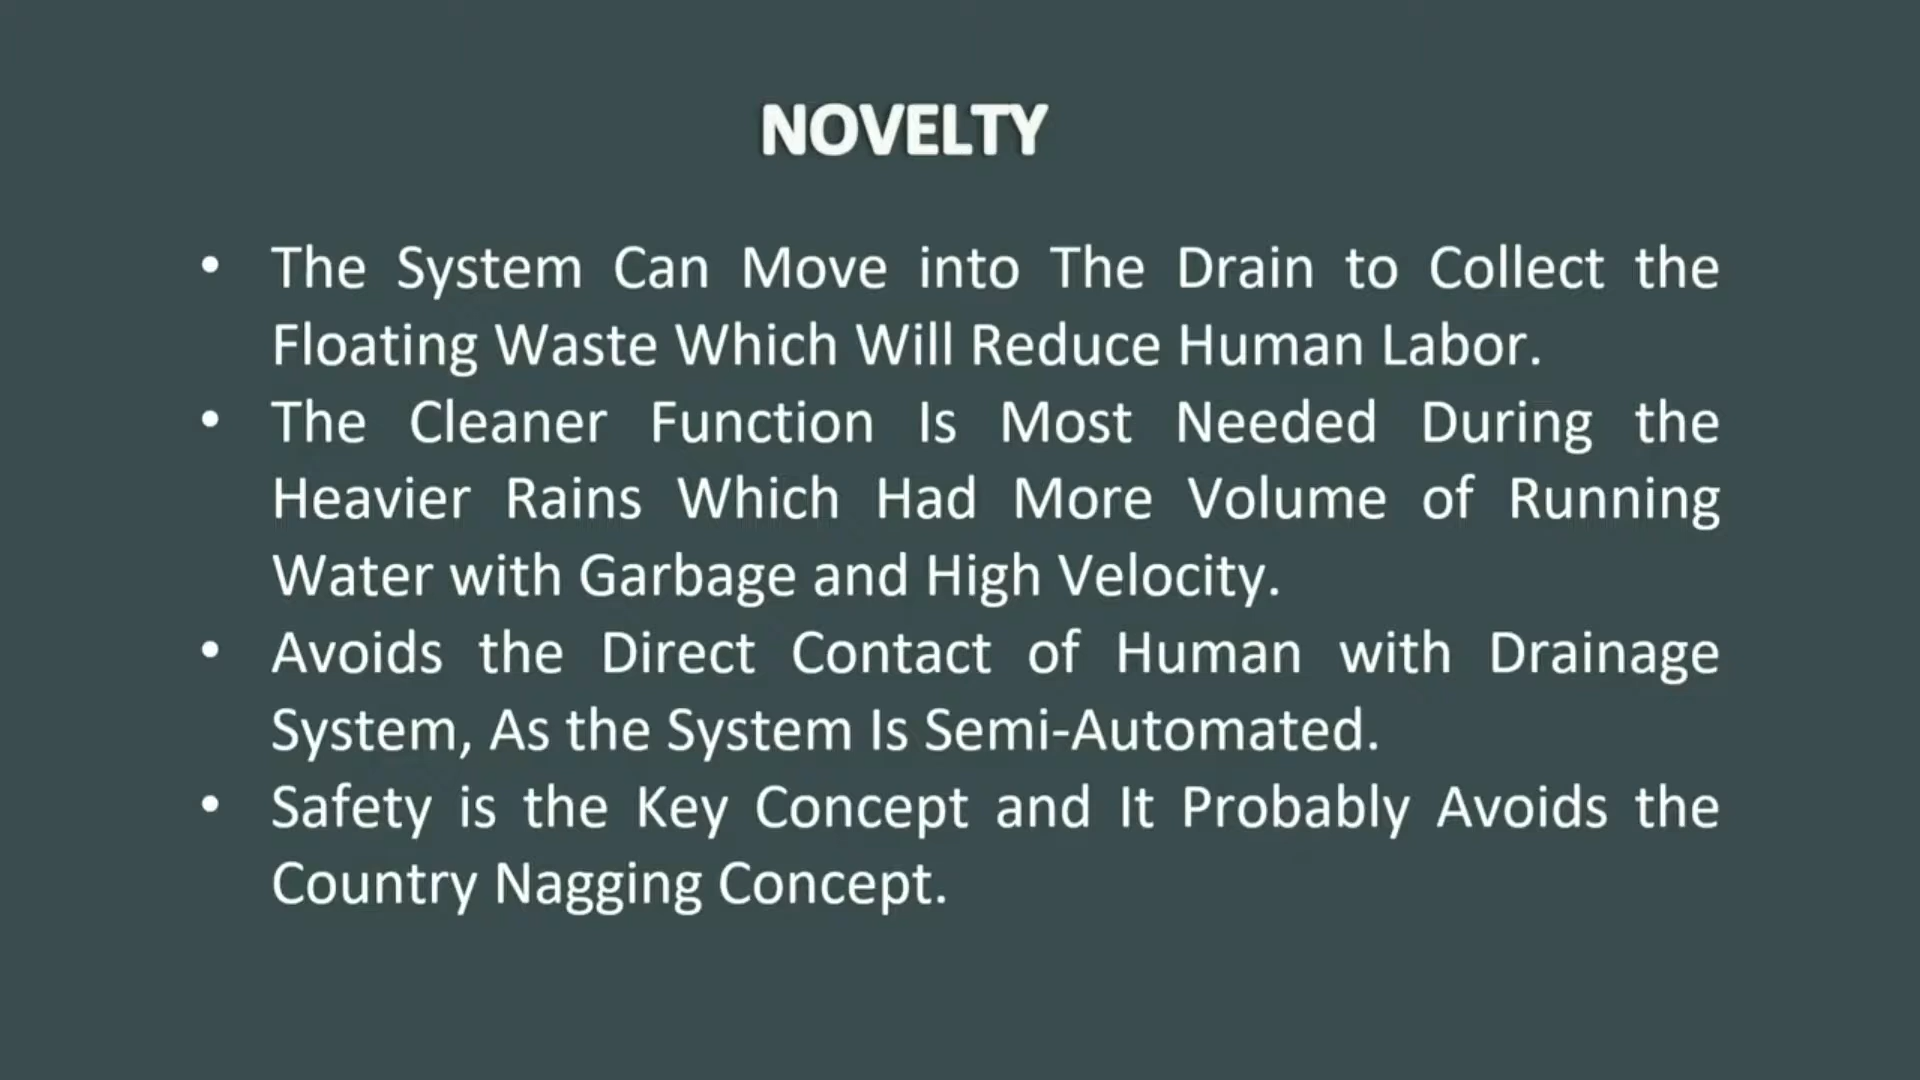 NOVELTY
• The System Can Move into The Drain to Collect the
Floating Waste Which Will Reduce Human Labor.
• The Cleaner Function Is Most Needed During the
Heavier Rains Which Had More Volume of Running
Water with Garbage and High Velocity.
• Avoids the Direct Contact of Human with Drainage
System, As the System Is Semi-Automated.
• Safety is the Key Concept and It Probably Avoids the
Country Nagging Concept.